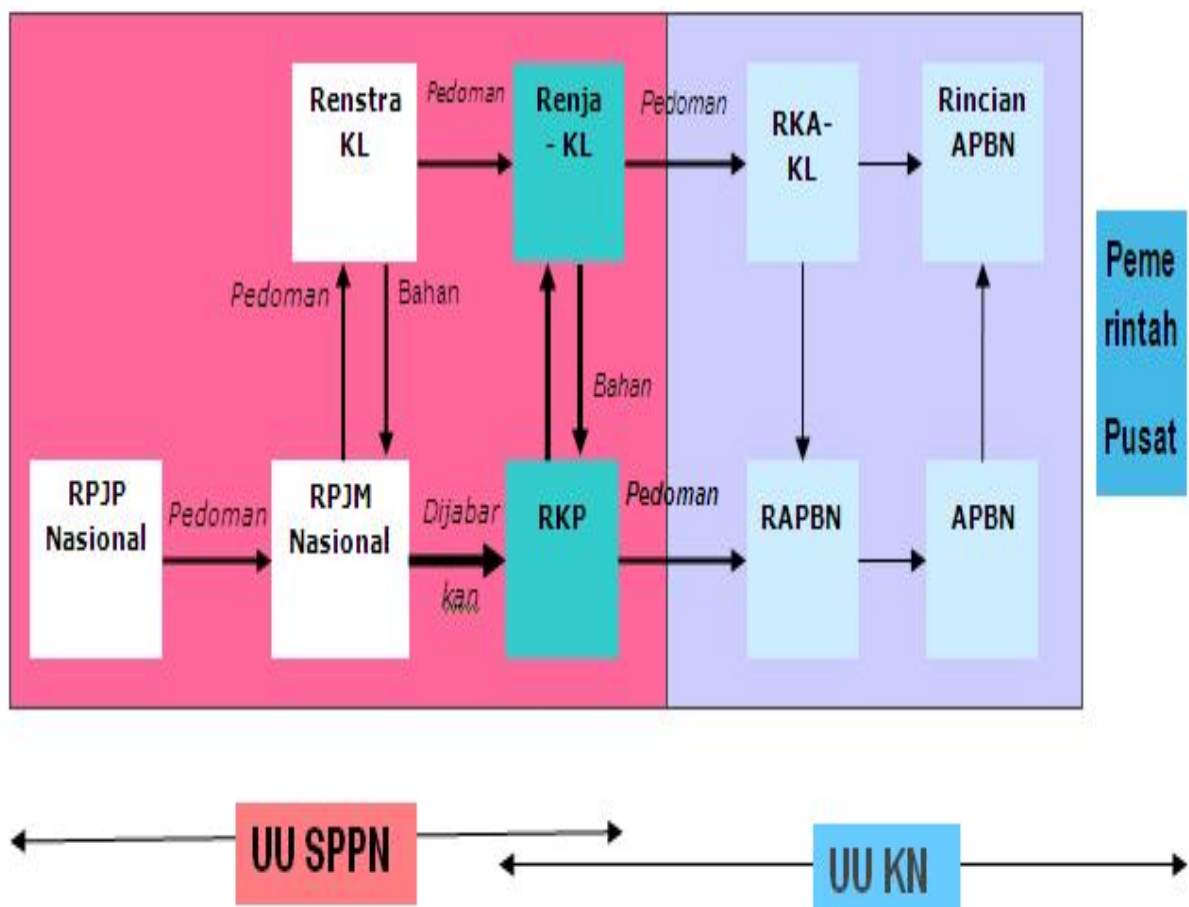 Renstra
KL
Pedoman
Renja
- KL
Pedoman
RKA-
KL
Rincian
APBN
Peme
rintah
Pusat
Pedoman
Bahan
Bahan
RPJP
Nasional
Pedoman
RPJM
Nasional
Dijabar
kan
RKP
Pedoman
RAPBN
APBN
UU SPPN
UU KN